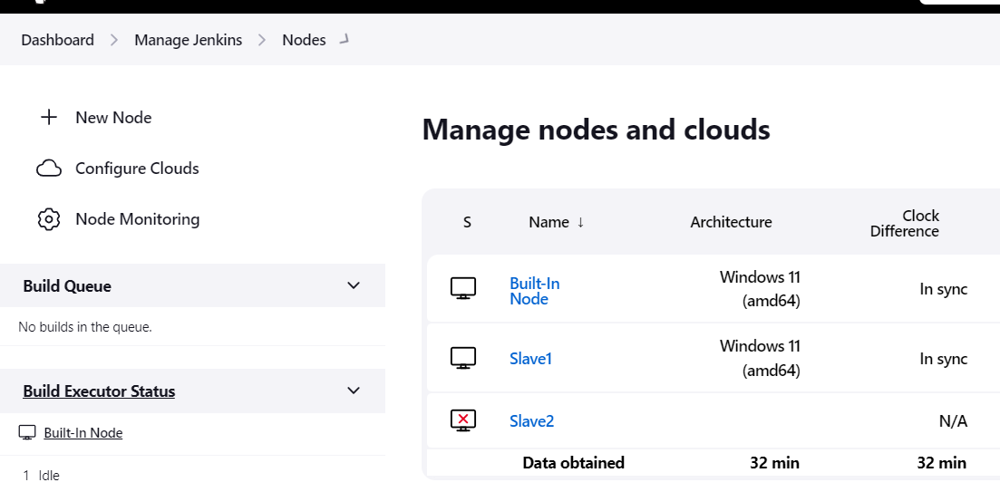 Dashboard > Manage Jenkins > Nodes
New Node
Configure Clouds
Node Monitoring
Build Queue
No builds in the queue.
Build Executor Status
Built-In Node
1 Idle
Manage nodes and clouds
S Name ↓ Architecture Clock
Difference
Built-In
Node
Windows 11
(amd64)
In sync
Slave1
Windows 11
(amd64)
In sync
Slave2 N/A
Data obtained 32 min 32 min